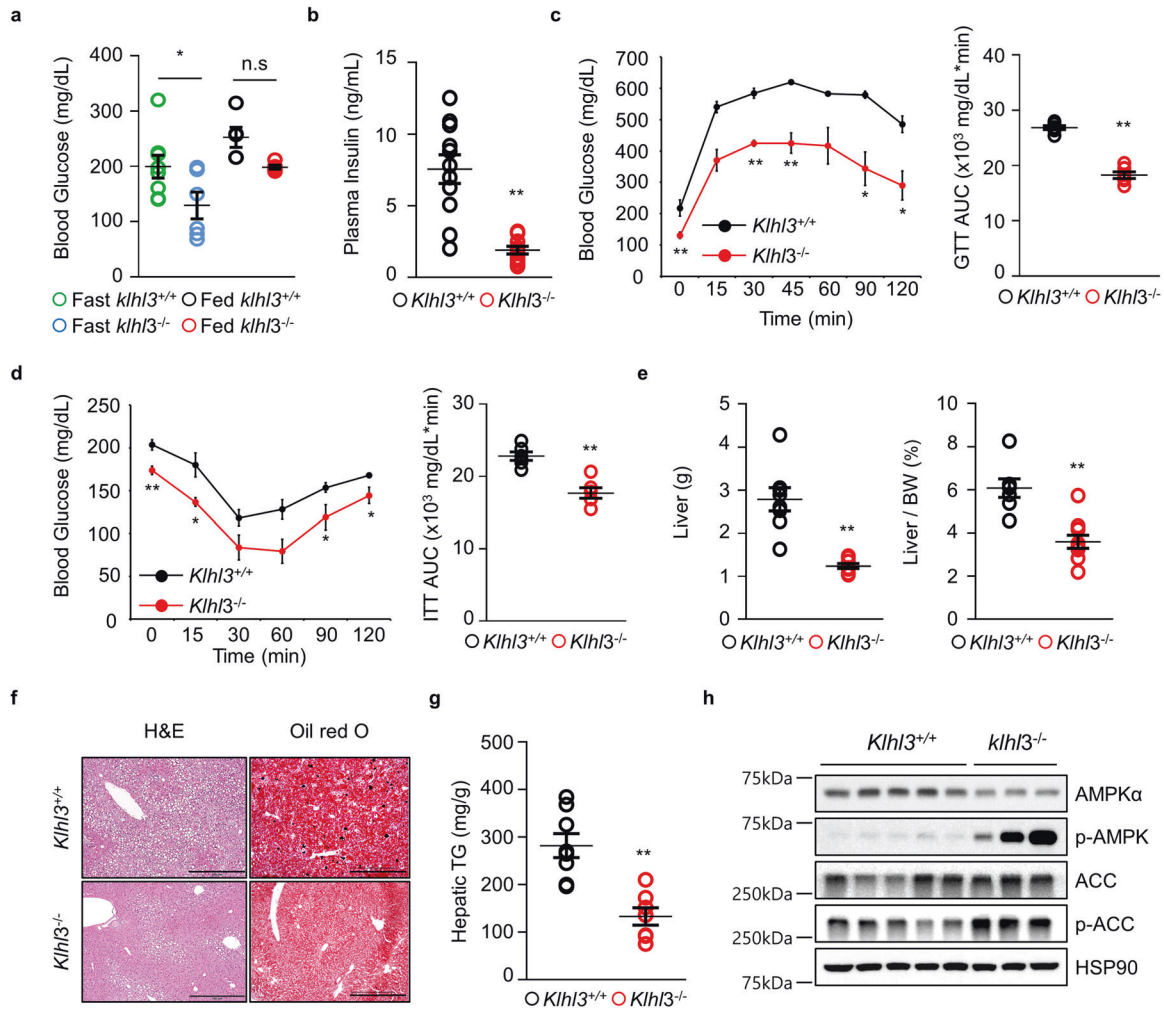 a
Blood Glucose (mg/dL)
400
300
200
100
0
*
n.s
Fast klhl3+/+ Fed klhl3+/+
Fast klhl3-/- Fed klhl3-/-
b
Plasma Insulin (ng/mL)
15
10
5
0
**
Klhl3+/+ Klhl3-/-
c
Blood Glucose (mg/dL)
700
600
500
400
300
200
100
0
**
**
**
*
*
Klhl3+/+
Klhl3-/-
0 15 30 45 60 90 120
Time (min)
GTT AUC (x10³ mg/dL*min)
40
30
20
10
0
**
Klhl3+/+ Klhl3-/-
d
Blood Glucose (mg/dL)
250
200
150
100
50
0
**
*
*
*
Klhl3+/+
Klhl3-/-
0 15 30 60 90 120
Time (min)
ITT AUC (x10³ mg/dL*min)
30
20
10
0
**
Klhl3+/+ Klhl3-/-
e
Liver (g)
5
4
3
2
1
0
**
Liver / BW (%)
10
8
6
4
2
0
**
Klhl3+/+ Klhl3-/-
Klhl3+/+ Klhl3-/-
f
H&E Oil red O
Klhl3+/+
Klhl3-/-
g
Hepatic TG (mg/g)
500
400
300
200
100
0
**
Klhl3+/+ Klhl3-/-
h
Klhl3+/+ klhl3-/-
75kDa
AMPKα
75kDa
p-AMPK
ACC
250kDa
p-ACC
250kDa
HSP90
75kDa